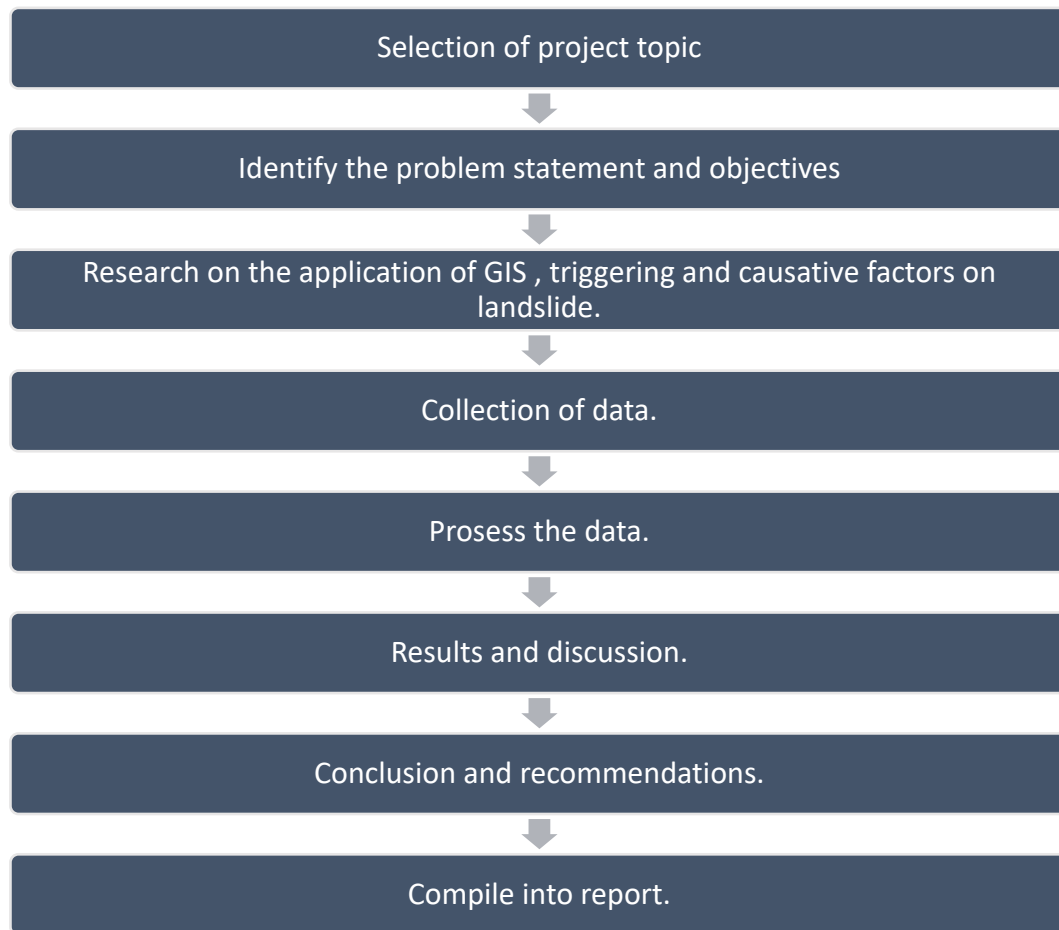 Selection of project topic
Identify the problem statement and objectives
Research on the application of GIS , triggering and causative factors on
landslide.
Collection of data.
Prosess the data.
Results and discussion.
Conclusion and recommendations.
Compile into report.